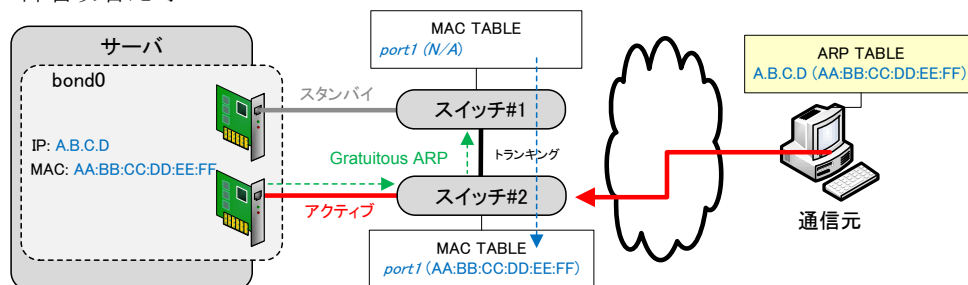 サーバ
bond0
IP: A.B.C.D
MAC: AA:BB:CC:DD:EE:FF
スタンバイ
アクティブ
Gratuitous ARP
MAC TABLE
port1 (N/A)
スイッチ#1
トランキング
スイッチ#2
MAC TABLE
port1 (AA:BB:CC:DD:EE:FF)
ARP TABLE
A.B.C.D (AA:BB:CC:DD:EE:FF)
通信元